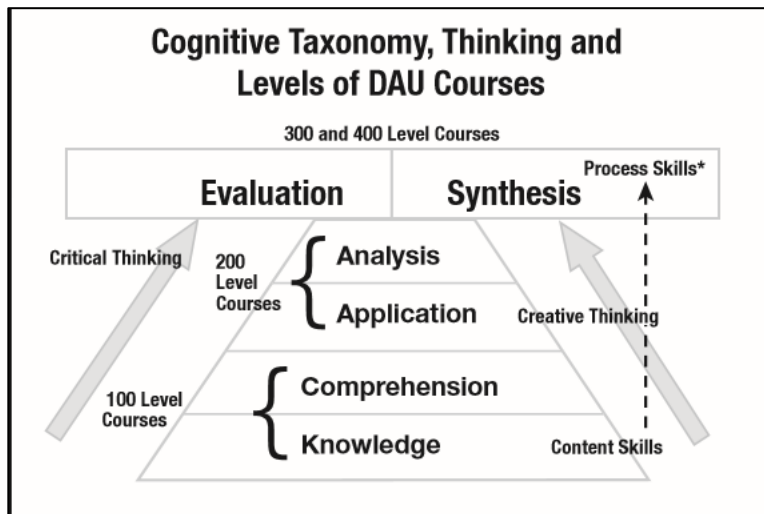 Cognitive Taxonomy, Thinking and
Levels of DAU Courses
300 and 400 Level Courses
Process Skills*
Evaluation
Synthesis
Critical Thinking
200
Level
Courses
Analysis
Application
Creative Thinking
100 Level
Courses
Comprehension
Knowledge
Content Skills